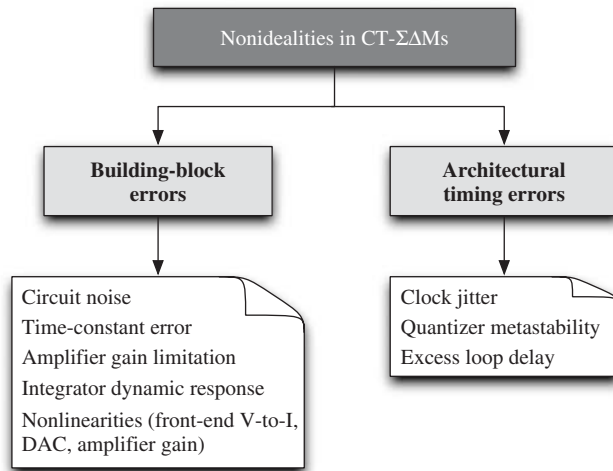 Nonidealities in CT-ΣΔMs
Building-block
errors
Architectural
timing errors
Circuit noise
Time-constant error
Amplifier gain limitation
Integrator dynamic response
Nonlinearities (front-end V-to-I,
DAC, amplifier gain)
Clock jitter
Quantizer metastability
Excess loop delay